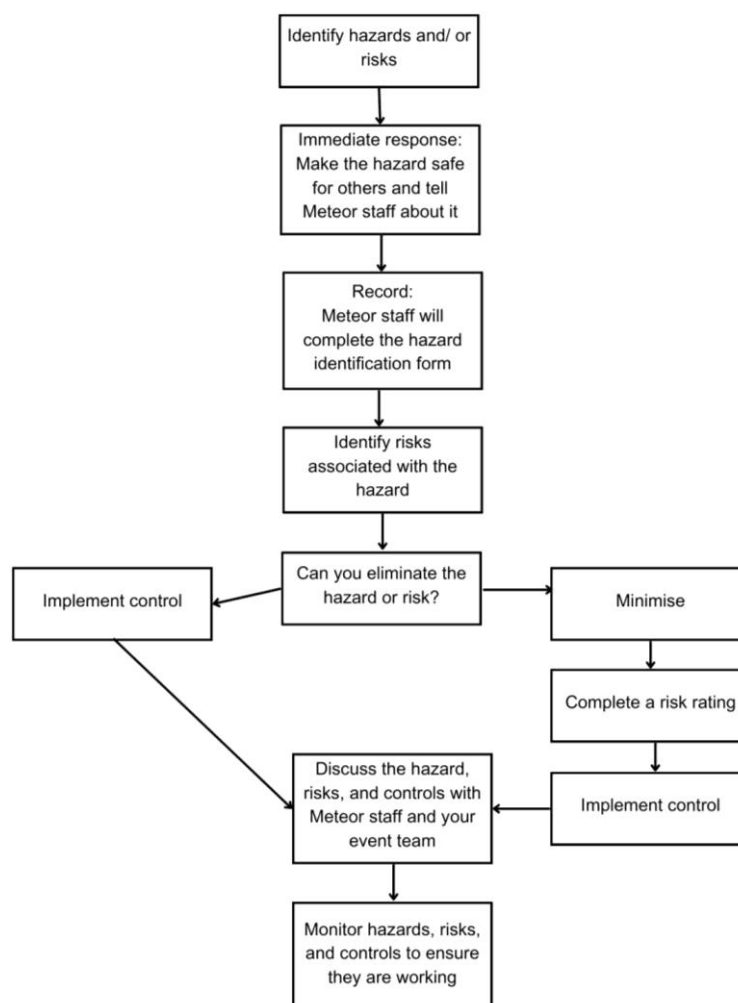 Identify hazards and/ or
risks
Immediate response:
Make the hazard safe
for others and tell
Meteor staff about it
Record:
Meteor staff will
complete the hazard
identification form
Identify risks
associated with the
hazard
Can you eliminate the
hazard or risk?
Implement control
Minimise
Complete a risk rating
Implement control
Discuss the hazard,
risks, and controls with
Meteor staff and your
event team
Monitor hazards, risks,
and controls to ensure
they are working